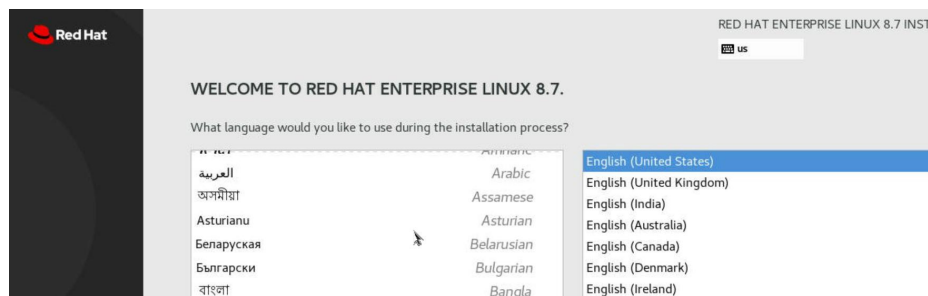 Red Hat
RED HAT ENTERPRISE LINUX 8.7 INST
us
WELCOME TO RED HAT ENTERPRISE LINUX 8.7.
What language would you like to use during the installation process?
العربية Arabic
অসমীয়া Assamese
Asturianu Asturian
Беларуская Belarusian
Български Bulgarian
বাংলা Bangla
English (United States)
English (United Kingdom)
English (India)
English (Australia)
English (Canada)
English (Denmark)
English (Ireland)